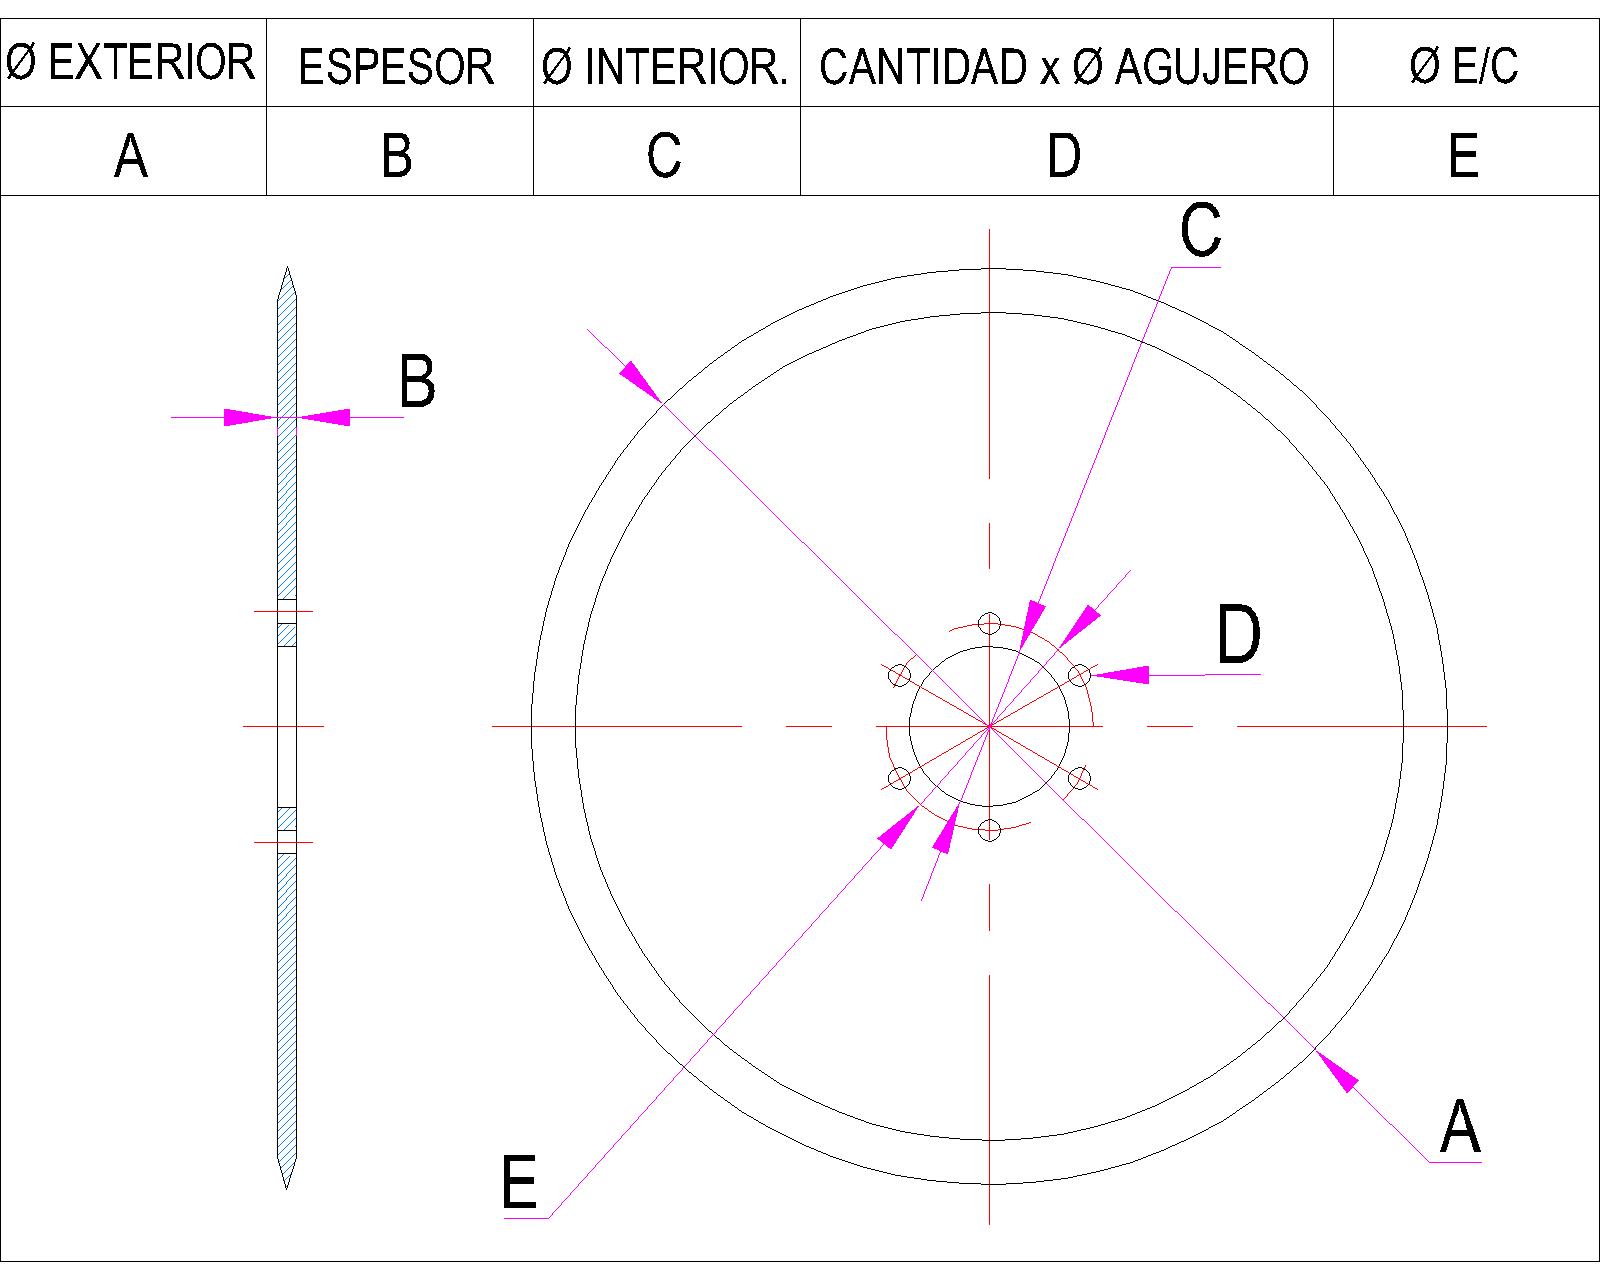 Ø EXTERIOR ESPESOR Ø INTERIOR. CANTIDAD x Ø AGUJERO Ø E/C
A B C D E
C
B
D
A
E